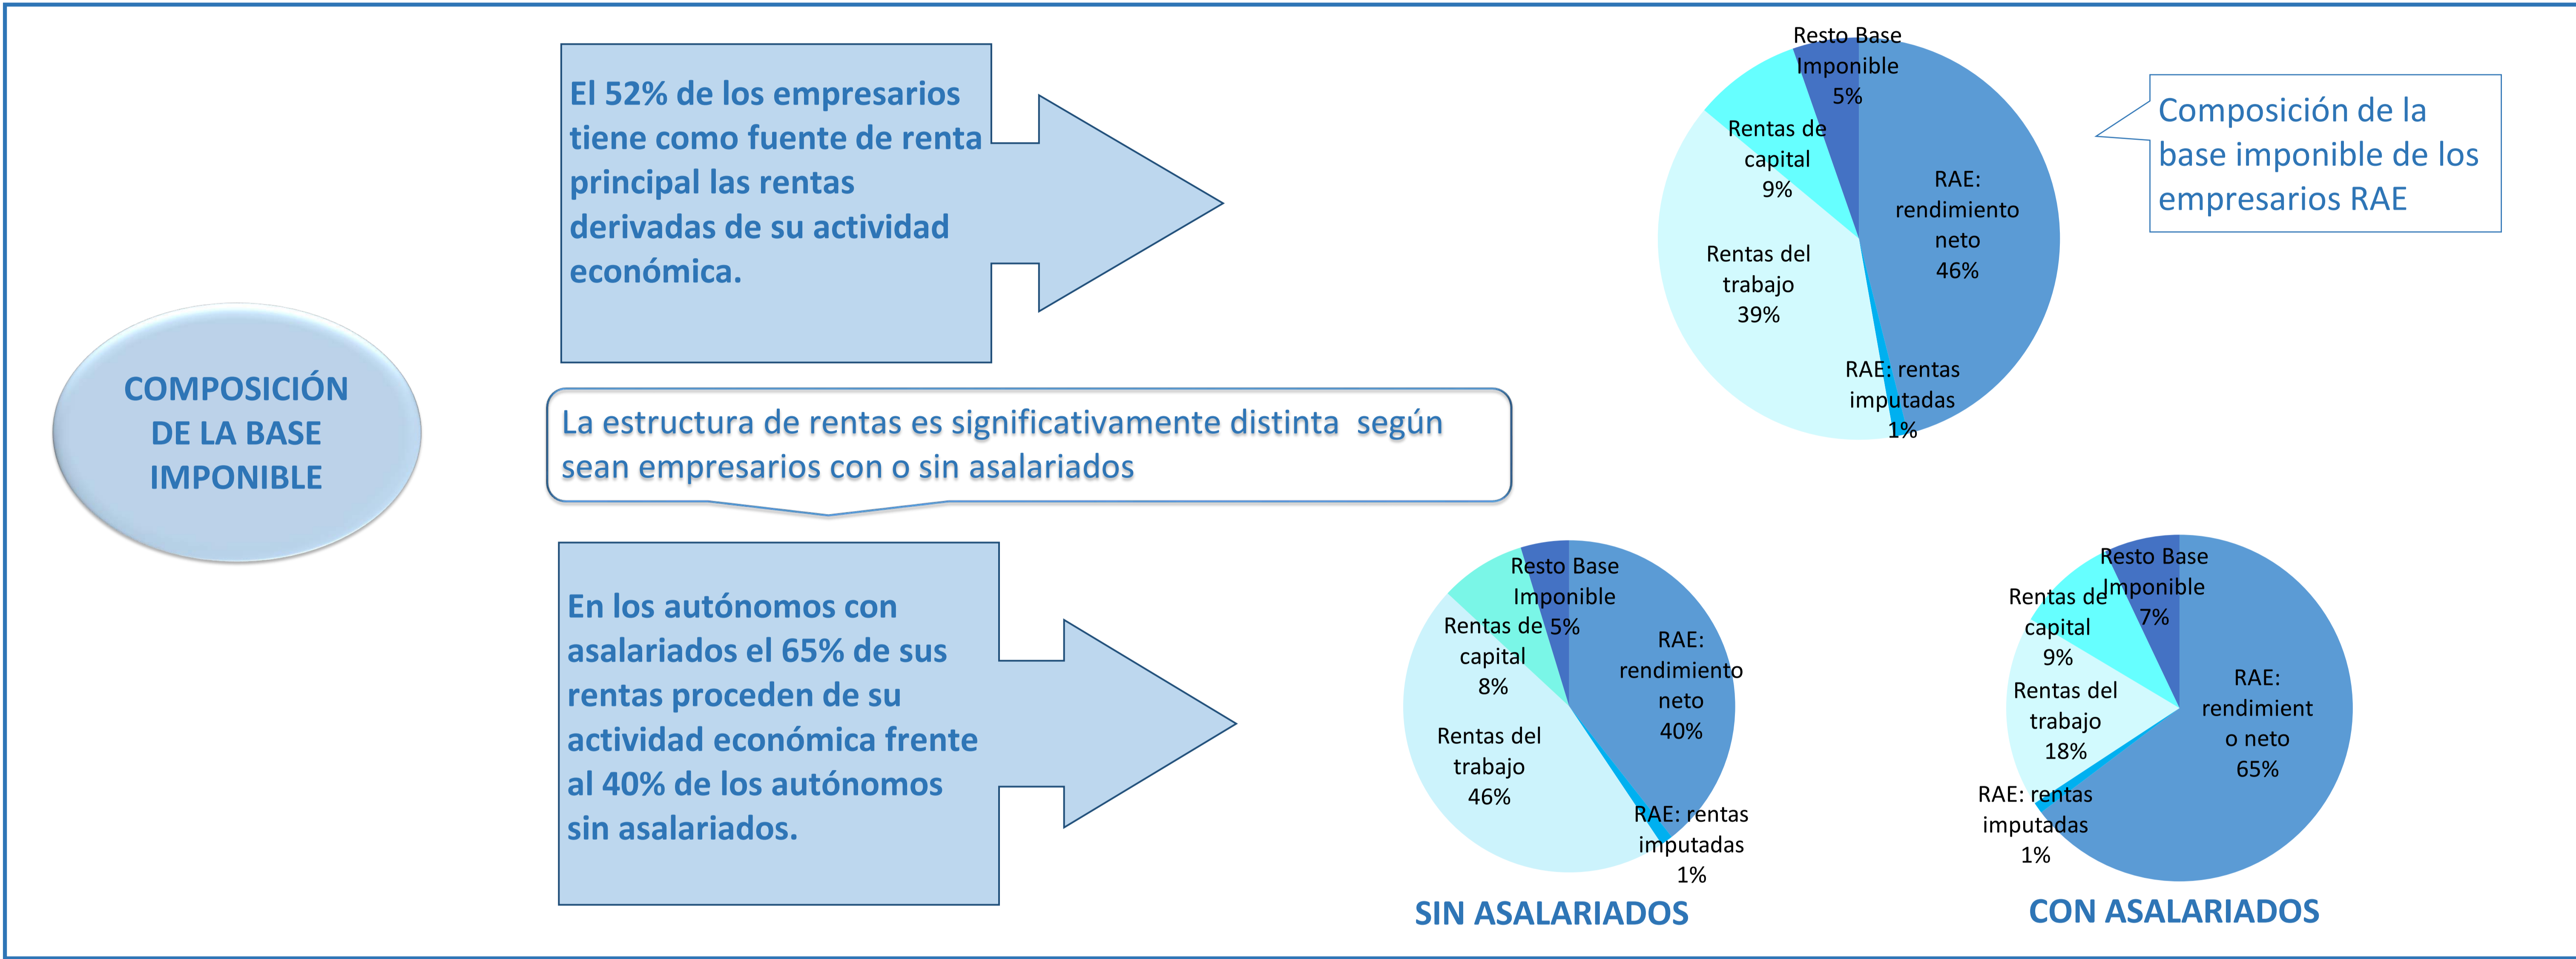 COMPOSICIÓN
DE LA BASE
IMPONIBLE
El 52% de los empresarios
tiene como fuente de renta
principal las rentas
derivadas de su actividad
económica.
Resto Base
Imponible
5%
Rentas de
capital
9%
RAE:
rendimiento
neto
46%
Rentas del
trabajo
39%
RAE: rentas
imputadas
1%
Composición de la
base imponible de los
empresarios RAE
La estructura de rentas es significativamente distinta  según
sean empresarios con o sin asalariados
En los autónomos con
asalariados el 65% de sus
rentas proceden de su
actividad económica frente
al 40% de los autónomos
sin asalariados.
Resto Base
Imponible
5%
Rentas de
capital
8%
RAE:
rendimiento
neto
40%
Rentas del
trabajo
46%
RAE: rentas
imputadas
1%
SIN ASALARIADOS
Resto Base
Imponible
7%
Rentas de
capital
9%
RAE:
rendimient
o neto
65%
Rentas del
trabajo
18%
RAE: rentas
imputadas
1%
CON ASALARIADOS